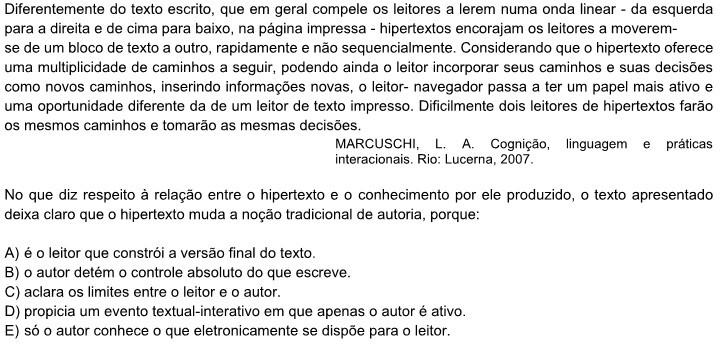 Diferentemente do texto escrito, que em geral compele os leitores a lerem numa onda linear - da esquerda
para a direita e de cima para baixo, na página impressa - hipertextos encorajam os leitores a moverem-
se de um bloco de texto a outro, rapidamente e não sequencialmente. Considerando que o hipertexto oferece
uma multiplicidade de caminhos a seguir, podendo ainda o leitor incorporar seus caminhos e suas decisões
como novos caminhos, inserindo informações novas, o leitor- navegador passa a ter um papel mais ativo e
uma oportunidade diferente da de um leitor de texto impresso. Dificilmente dois leitores de hipertextos farão
os mesmos caminhos e tomarão as mesmas decisões.
MARCUSCHI, L. A. Cognição, linguagem e práticas
interacionais. Rio: Lucerna, 2007.
No que diz respeito à relação entre o hipertexto e o conhecimento por ele produzido, o texto apresentado
deixa claro que o hipertexto muda a noção tradicional de autoria, porque:
A) é o leitor que constrói a versão final do texto.
B) o autor detém o controle absoluto do que escreve.
C) aclara os limites entre o leitor e o autor.
D) propicia um evento textual-interativo em que apenas o autor é ativo.
E) só o autor conhece o que eletronicamente se dispõe para o leitor.